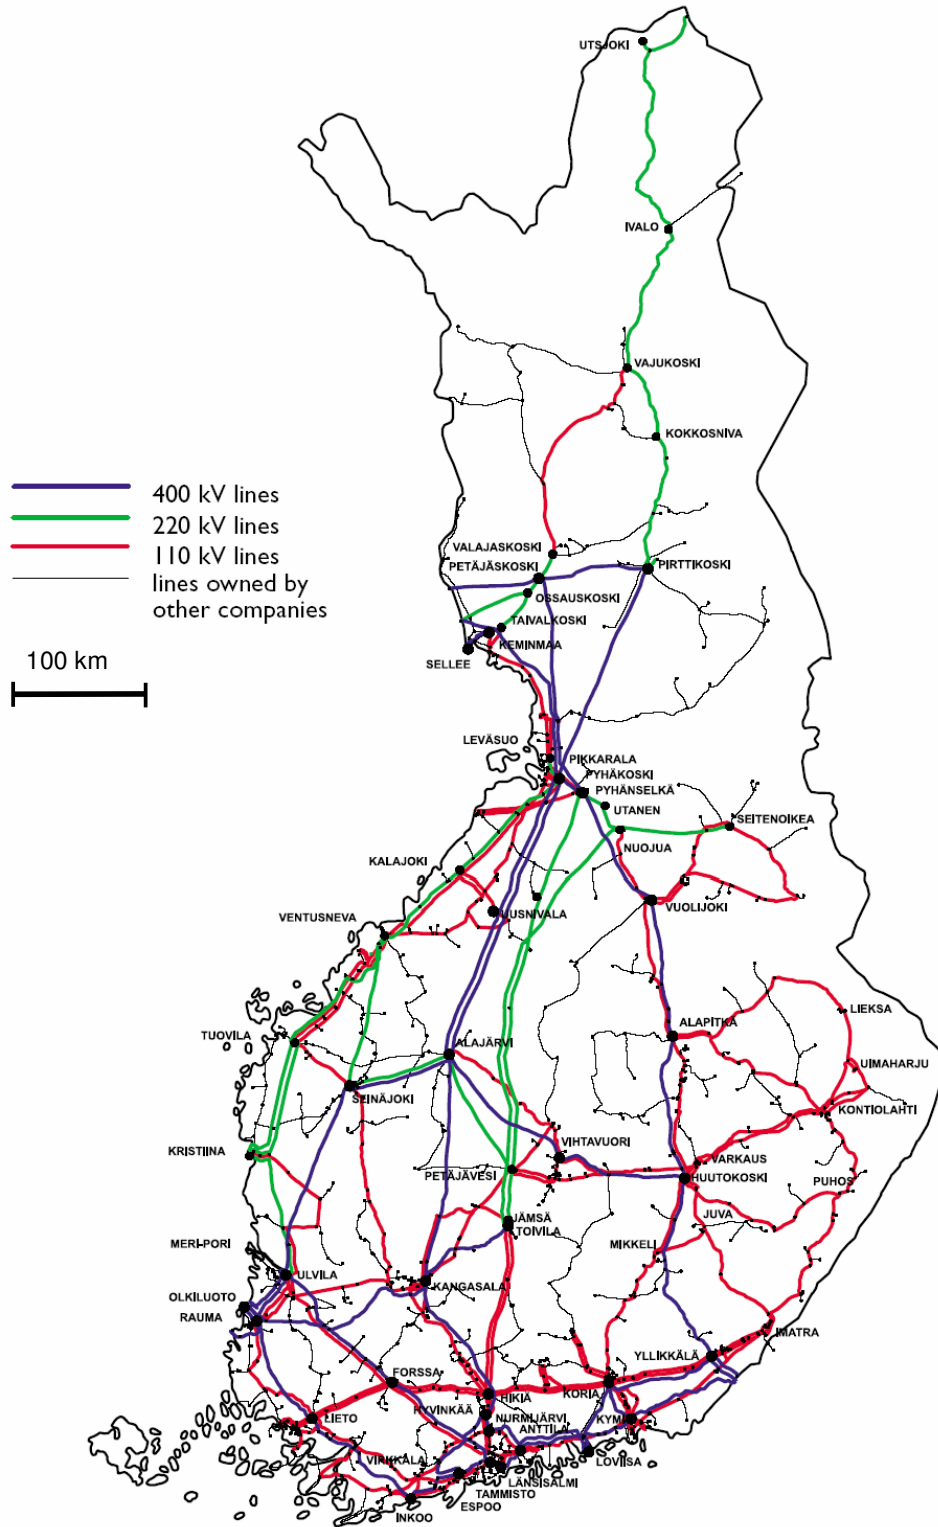 UTSJOKI
IVALO
VAJUKOSKI
KOKKOSNIVA
400 kV lines
220 kV lines
110 kV lines
lines owned by
other companies
100 km
VALAJASKOSKI
PETÄJÄSKOSKI
PIRTTIKOSKI
OSSAUSKOSKI
TAIVALKOSKI
KEMINMAA
SELLEE
LEVÄSUO
PIKKARALA
PYHÄKOSKI
PYHÄNSELKÄ
UTANEN
SEITENOIKEA
NUOJUA
KALAJOKI
VUOLIJOKI
UUSNIVALA
VENTUSNEVA
LIEKSA
ALAPITKÄ
TUOVILA
ALAJÄRVI
UIMAHARJU
SEINÄJOKI
KONTIOLAHTI
VIHTAVUORI
KRISTIINA
VARKAUS
PETÄJÄVESI
HUUTOKOSKI
PUHOS
JUVA
JÄMSÄ
TOIVILA
MERI-PORI
MIKKELI
ULVILA
KANGASALA
OLKILUOTO
RAUMA
IMATRA
YLLIKKÄLÄ
FORSSA
HIKIÄ
KORIA
HYVINKÄÄ
NURMIJÄRVI
LIETO
KYMI
ANTTILA
VIRKKALA
LOVIISA
LÄNSISALMI
TAMMISTO
ESPOO
INKOO